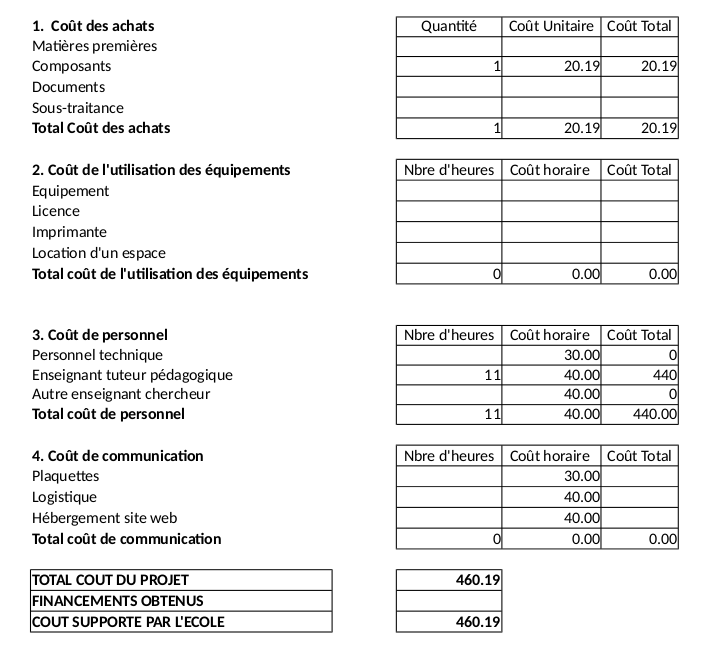 1. Coût des achats Quantité Coût Unitaire Coût Total
Matières premières
Composants 1 20.19 20.19
Documents
Sous-traitance
Total Coût des achats 1 20.19 20.19
2. Coût de l'utilisation des équipements Nbre d'heures Coût horaire Coût Total
Equipement
Licence
Imprimante
Location d'un espace
Total coût de l'utilisation des équipements 0 0.00 0.00
3. Coût de personnel Nbre d'heures Coût horaire Coût Total
Personnel technique 30.00 0
Enseignant tuteur pédagogique 11 40.00 440
Autre enseignant chercheur 40.00 0
Total coût de personnel 11 40.00 440.00
4. Coût de communication Nbre d'heures Coût horaire Coût Total
Plaquettes 30.00
Logistique 40.00
Hébergement site web 40.00
Total coût de communication 0 0.00 0.00
TOTAL COUT DU PROJET 460.19
FINANCEMENTS OBTENUS
COUT SUPPORTE PAR L'ECOLE 460.19